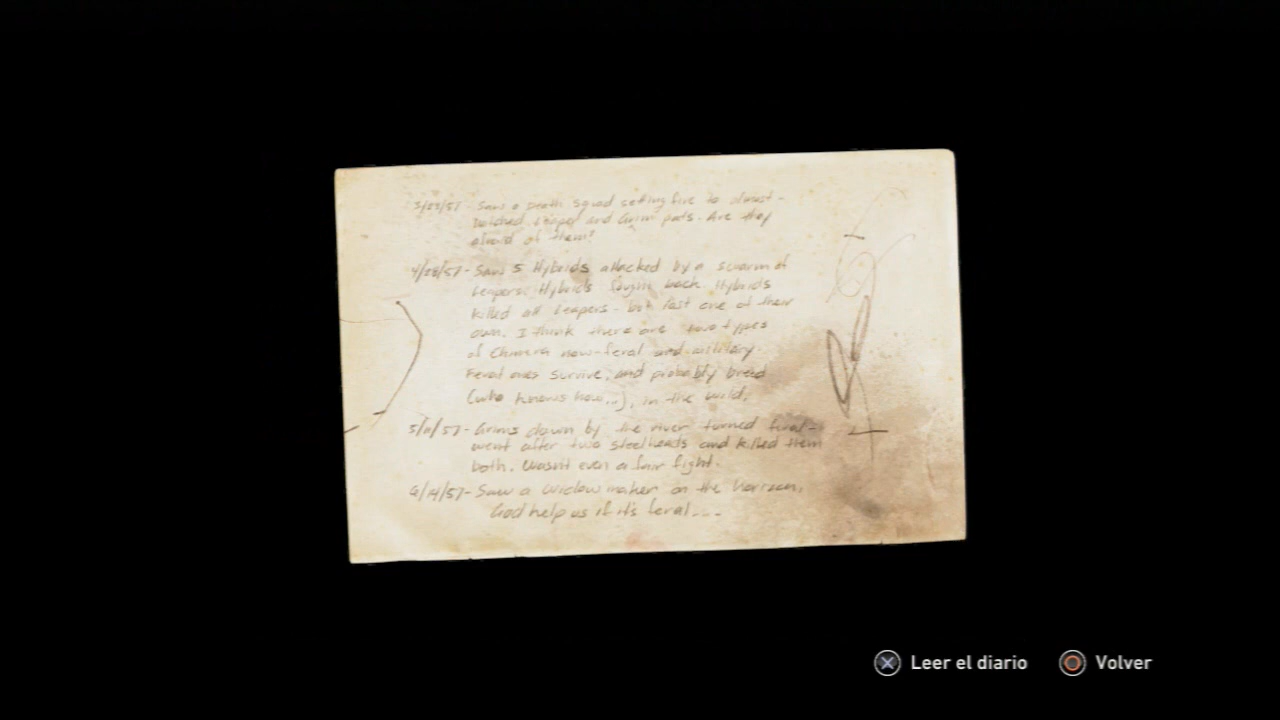 3/22/57 - Saw a Death Squad setting fire to almost-
hatched Leaper and Grim pods. Are they
afraid of them?
4/28/57 - Saw 5 Hybrids attacked by a swarm of
Leapers. Hybrids fought back. Hybrids
killed all Leapers - but lost one of their
own. I think there are two types
of Chimera now - feral and military.
Feral ones survive, and probably breed
(who knows how...), in the wild.
5/11/57 - Grims down by the river turned feral -
went after two Steelheads and killed them
both. Wasn't even a fair fight.
6/14/57 - Saw a Widowmaker on the horizon.
God help us if it's feral...
Leer el diario
Volver